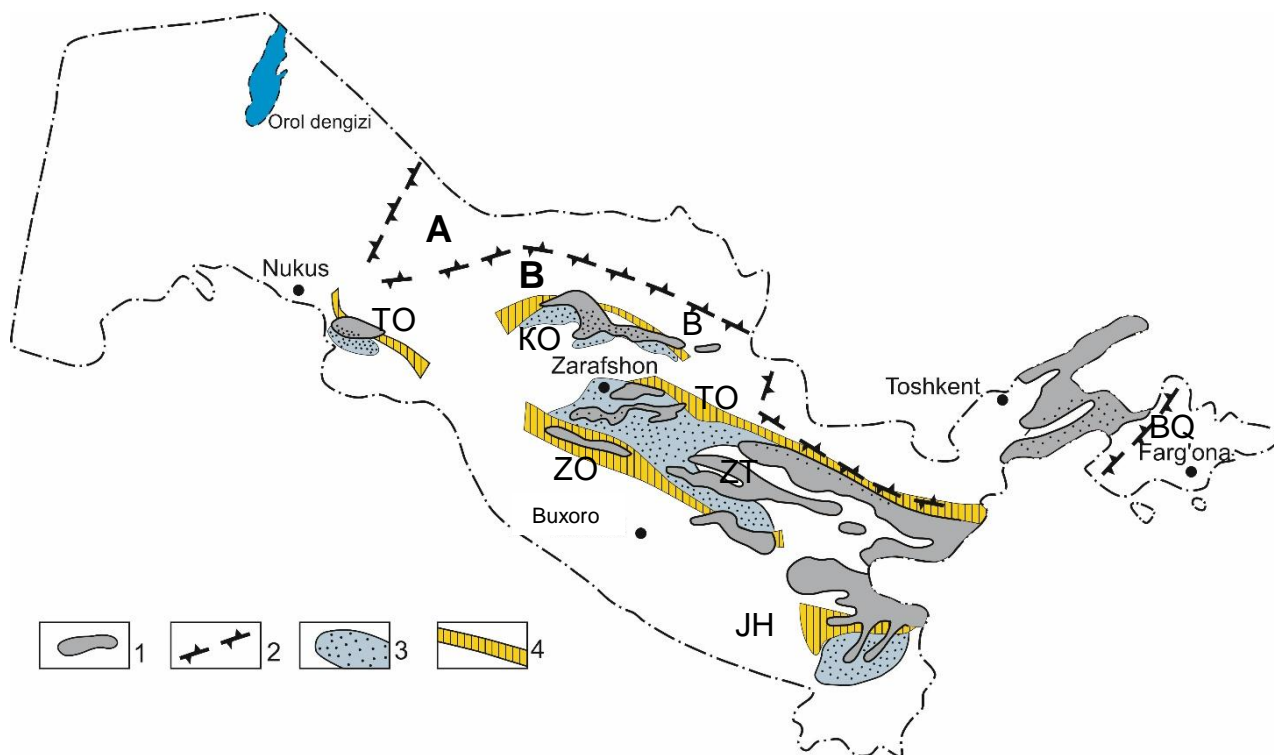 Orol dengizi
A
Nukus
B
TO
KO
B
Zarafshon
TO
Toshkent
BQ
Farg'ona
ZO
ZT
Buxoro
JH
1
2
3
4